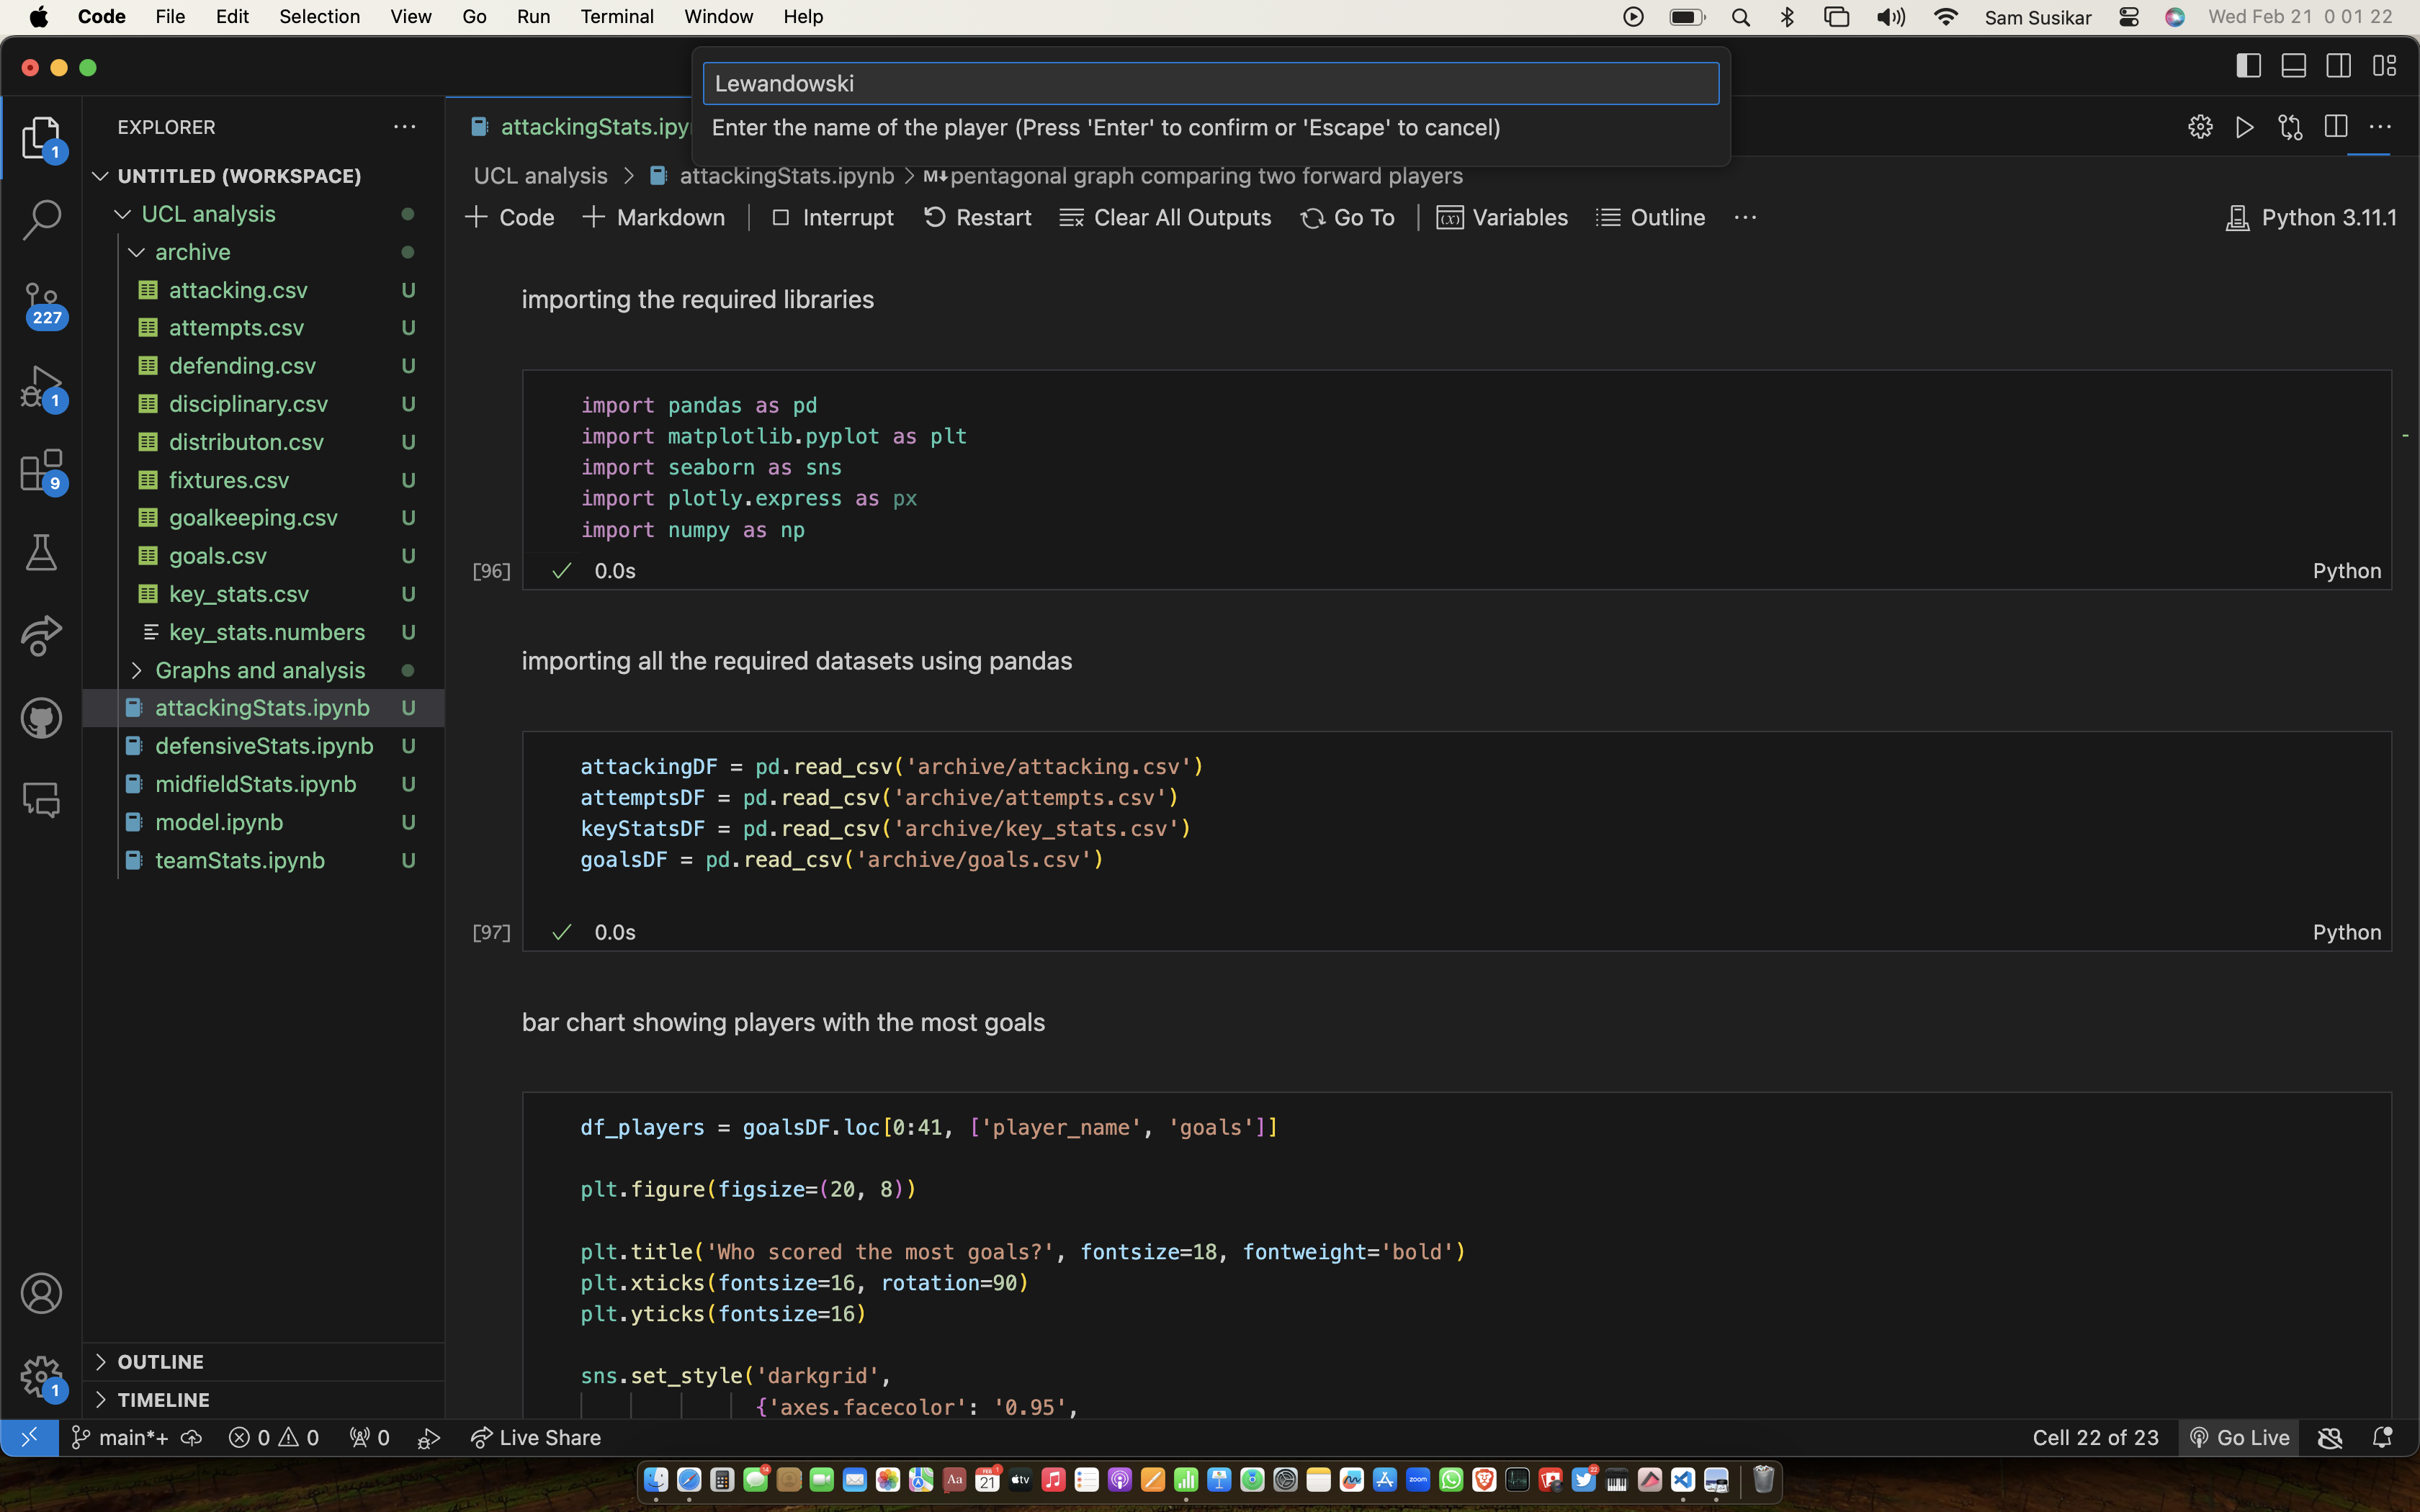 Code File Edit Selection View Go Run Terminal Window Help
Sam Susikar Wed Feb 21 0 01 22
Lewandowski
Enter the name of the player (Press 'Enter' to confirm or 'Escape' to cancel)
EXPLORER
1
UNTITLED (WORKSPACE)
UCL analysis
archive
attacking.csv U
attempts.csv U
227
defending.csv U
disciplinary.csv U
1
distributon.csv U
fixtures.csv U
9
goalkeeping.csv U
goals.csv U
key_stats.csv U
key_stats.numbers U
Graphs and analysis
attackingStats.ipynb U
defensiveStats.ipynb U
midfieldStats.ipynb U
model.ipynb U
teamStats.ipynb U
OUTLINE
1
TIMELINE
attackingStats.ipy
UCL analysis > attackingStats.ipynb > M↓pentagonal graph comparing two forward players
Code Markdown Interrupt Restart Clear All Outputs Go To Variables Outline ···
Python 3.11.1
importing the required libraries
import pandas as pd
import matplotlib.pyplot as plt
import seaborn as sns
import plotly.express as px
import numpy as np
[96] 0.0s Python
importing all the required datasets using pandas
attackingDF = pd.read_csv('archive/attacking.csv')
attemptsDF = pd.read_csv('archive/attempts.csv')
keyStatsDF = pd.read_csv('archive/key_stats.csv')
goalsDF = pd.read_csv('archive/goals.csv')
[97] 0.0s Python
bar chart showing players with the most goals
df_players = goalsDF.loc[0:41, ['player_name', 'goals']]
plt.figure(figsize=(20, 8))
plt.title('Who scored the most goals?', fontsize=18, fontweight='bold')
plt.xticks(fontsize=16, rotation=90)
plt.yticks(fontsize=16)
sns.set_style('darkgrid',
{'axes.facecolor': '0.95',
main*+ 0 0 0 Live Share
Cell 22 of 23 Go Live
Aa 21 tv zoom